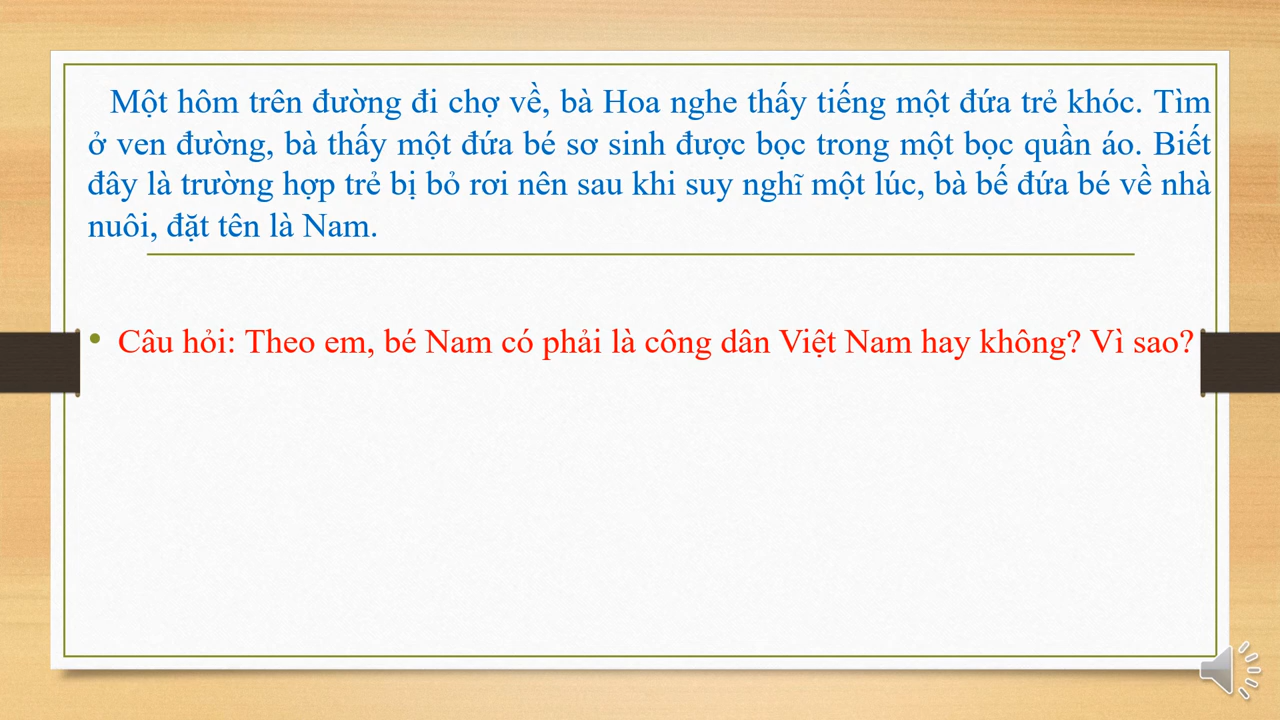 Một hôm trên đường đi chợ về, bà Hoa nghe thấy tiếng một đứa trẻ khóc. Tìm
ở ven đường, bà thấy một đứa bé sơ sinh được bọc trong một bọc quần áo. Biết
đây là trường hợp trẻ bị bỏ rơi nên sau khi suy nghĩ một lúc, bà bế đứa bé về nhà
nuôi, đặt tên là Nam.
• Câu hỏi: Theo em, bé Nam có phải là công dân Việt Nam hay không? Vì sao?